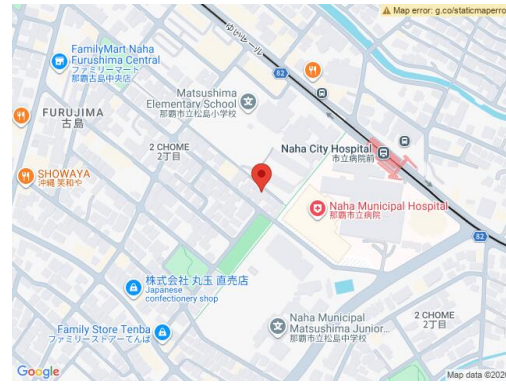 Map error: g.co/staticmaperro
FamilyMart Naha
Furushima Central
ファミリーマート
那覇古島中央店
ゆいレール
82
Matsushima
Elementary School
那覇市立松島小学校
FURUJIMA
古島
2 CHOME
2丁目
Naha City Hospital
市立病院前
SHOWAYA
沖縄 笑和や
Naha Municipal Hospital
那覇市立病院
82
株式会社 丸玉 直売店
Japanese
confectionery shop
Naha Municipal
Matsushima Junior...
那覇市立松島中学校
2 CHOME
2丁目
Family Store Tenba
ファミリーストアーてんば
Google
Map data ©2026